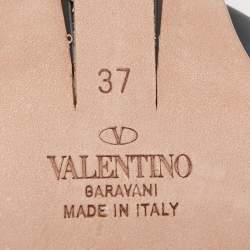 37
V
VALENTINO
GARAVANI
MADE IN ITALY